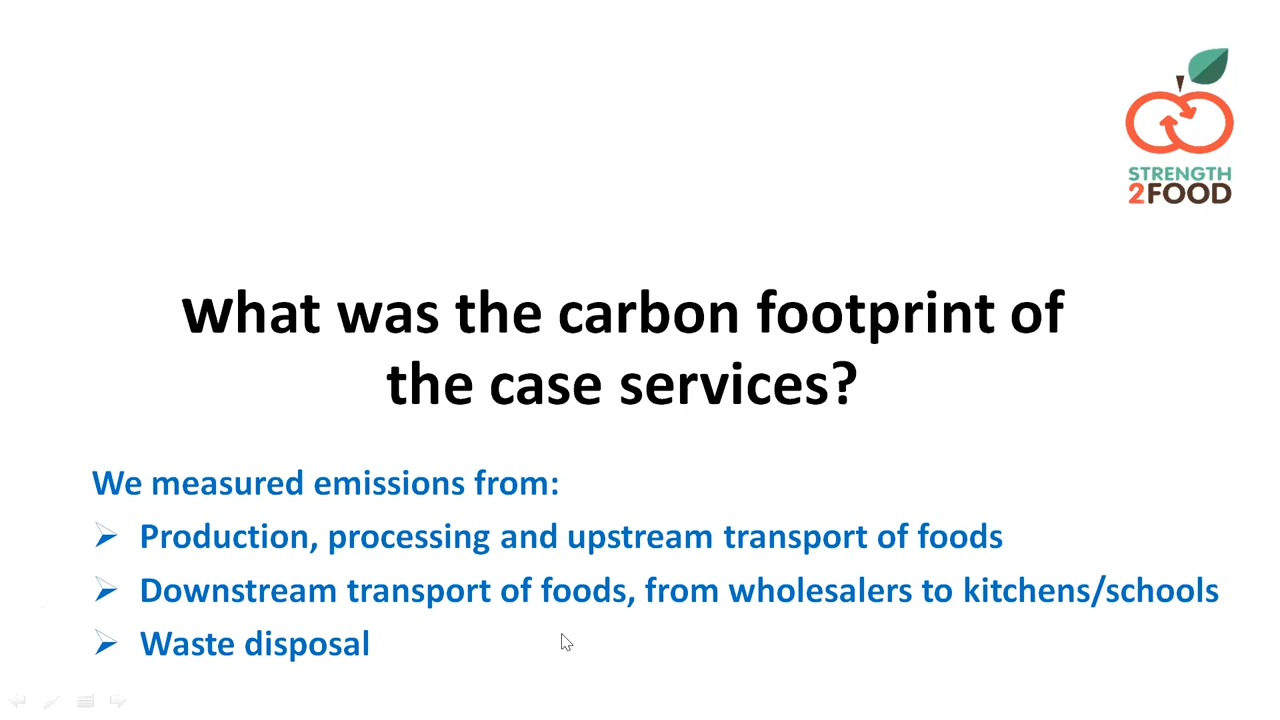 STRENGTH
2FOOD
what was the carbon footprint of
the case services?
We measured emissions from:
➢ Production, processing and upstream transport of foods
➢ Downstream transport of foods, from wholesalers to kitchens/schools
➢ Waste disposal